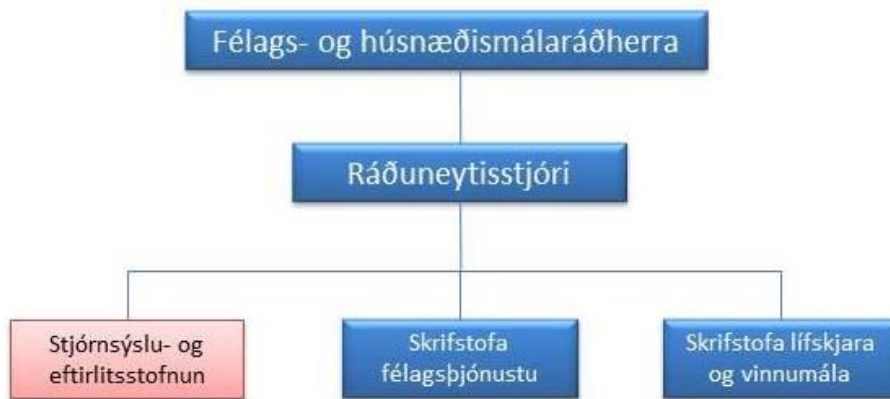 Félags- og húsnæðismálaráðherra
Ráðuneytisstjóri
Stjórnsýslu- og
eftirlitsstofnun
Skrifstofa
félagsþjónustu
Skrifstofa lífskjara
og vinnumála